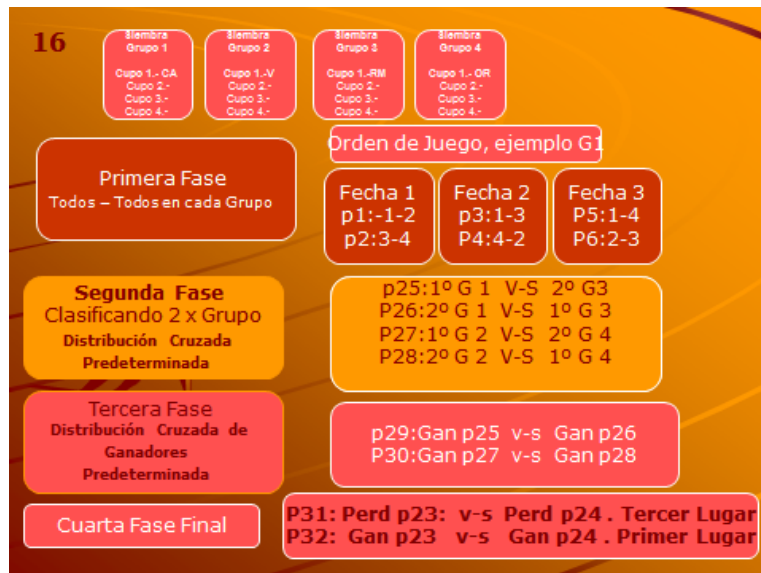 16
Siembra
Grupo 1
Cupo 1.- CA
Cupo 2.-
Cupo 3.-
Cupo 4.-
Siembra
Grupo 2
Cupo 1.-V
Cupo 2.-
Cupo 3.-
Cupo 4.-
Siembra
Grupo 3
Cupo 1.-RM
Cupo 2.-
Cupo 3.-
Cupo 4.-
Siembra
Grupo 4
Cupo 1.- OR
Cupo 2.-
Cupo 3.-
Cupo 4.-
Primera Fase
Todos – Todos en cada Grupo
Orden de Juego, ejemplo G1
Fecha 1
p1:-1-2
p2:3-4
Fecha 2
p3:1-3
P4:4-2
Fecha 3
P5:1-4
P6:2-3
Segunda Fase
Clasificando 2 x Grupo
Distribución Cruzada
Predeterminada
p25:1º G 1 V-S 2º G3
P26:2º G 1 V-S 1º G 3
P27:1º G 2 V-S 2º G 4
P28:2º G 2 V-S 1º G 4
Tercera Fase
Distribución Cruzada de
Ganadores
Predeterminada
p29:Gan p25 v-s Gan p26
P30:Gan p27 v-s Gan p28
Cuarta Fase Final
P31: Perd p23: v-s Perd p24 . Tercer Lugar
P32: Gan p23 v-s Gan p24 . Primer Lugar